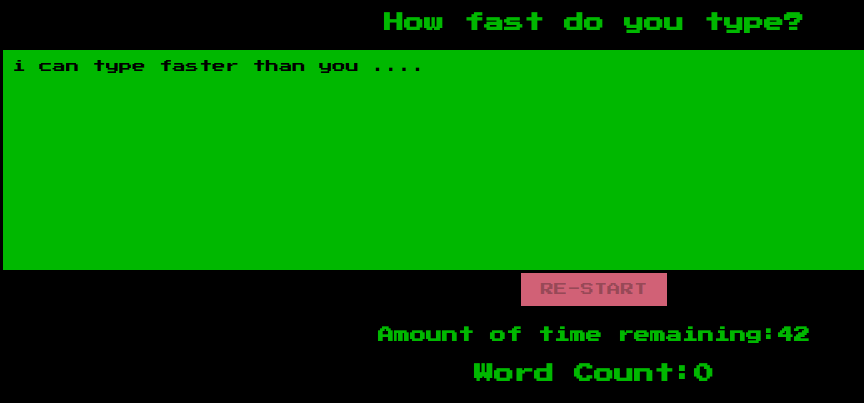 How fast do you type?
i can type faster than you ....
RE-START
Amount of time remaining:42
Word Count:0